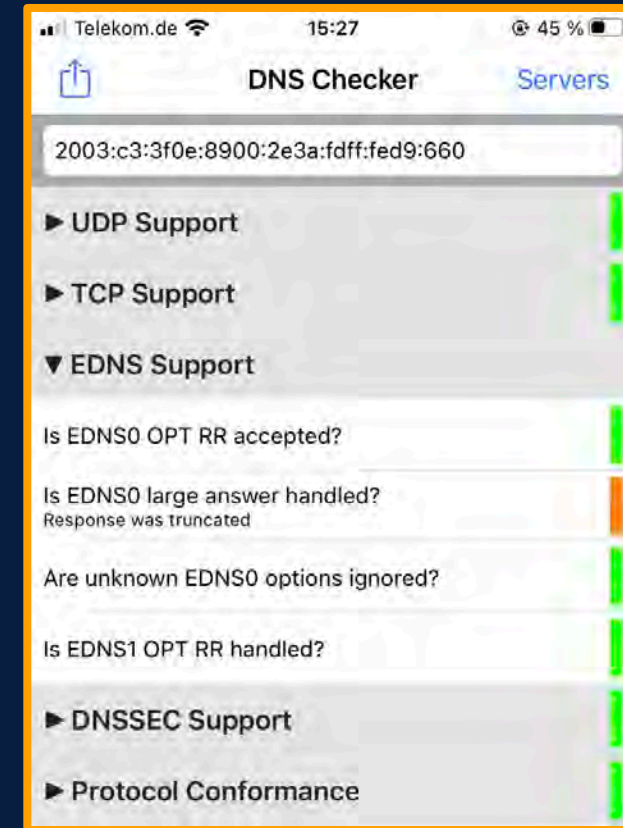 Telekom.de 15:27 45 %
DNS Checker Servers
2003:c3:3f0e:8900:2e3a:fdff:fed9:660
▶ UDP Support
▶ TCP Support
▼ EDNS Support
Is EDNS0 OPT RR accepted?
Is EDNS0 large answer handled?
Response was truncated
Are unknown EDNS0 options ignored?
Is EDNS1 OPT RR handled?
▶ DNSSEC Support
▶ Protocol Conformance